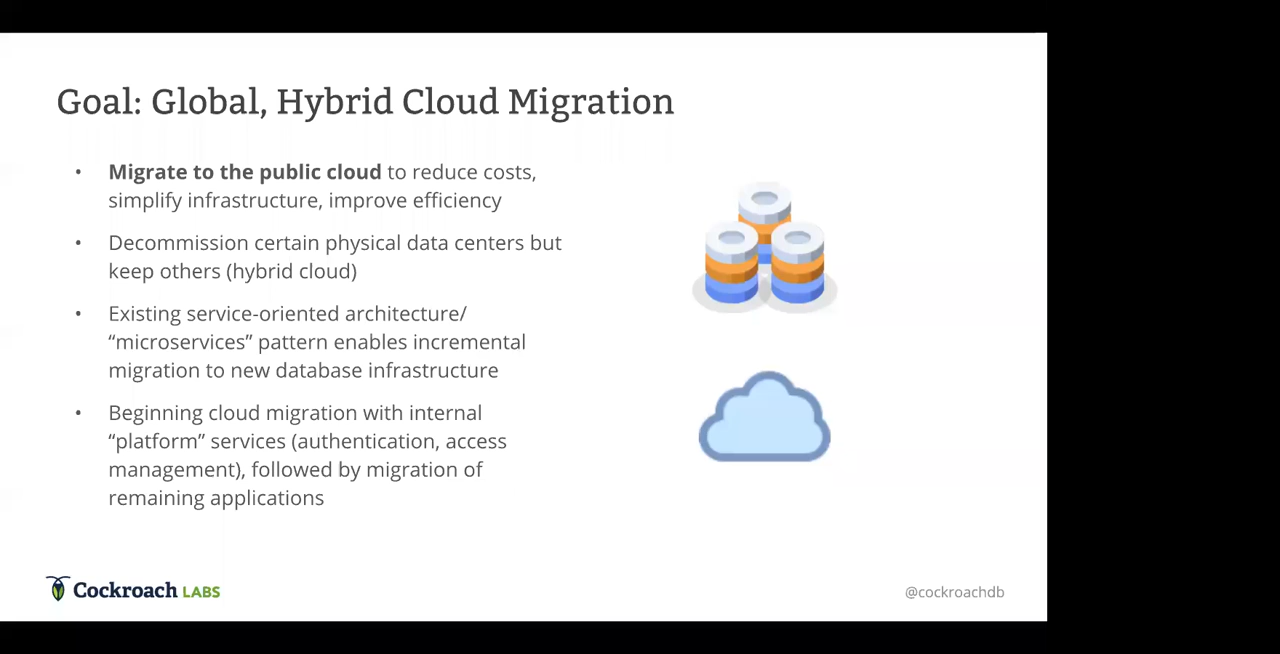 Goal: Global, Hybrid Cloud Migration
• Migrate to the public cloud to reduce costs,
simplify infrastructure, improve efficiency
• Decommission certain physical data centers but
keep others (hybrid cloud)
• Existing service-oriented architecture/
“microservices” pattern enables incremental
migration to new database infrastructure
• Beginning cloud migration with internal
“platform” services (authentication, access
management), followed by migration of
remaining applications
Cockroach LABS
@cockroachdb